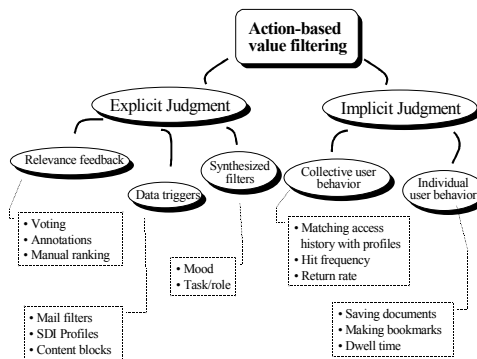 Action-based
value filtering
Explicit Judgment
Implicit Judgment
Relevance feedback
Data triggers
Synthesized
filters
Collective user
behavior
Individual
user behavior
• Voting
• Annotations
• Manual ranking
• Mail filters
• SDI Profiles
• Content blocks
• Mood
• Task/role
• Matching access
history with profiles
• Hit frequency
• Return rate
• Saving documents
• Making bookmarks
• Dwell time